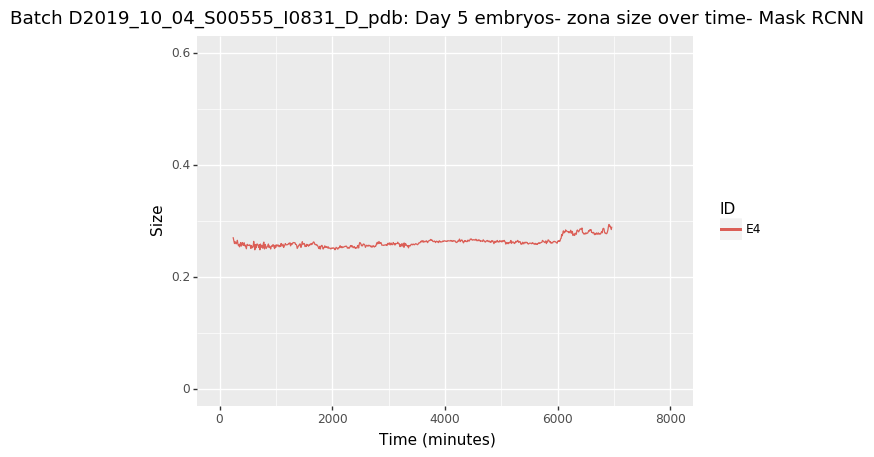 Batch D2019_10_04_S00555_I0831_D_pdb: Day 5 embryos- zona size over time- Mask RCNN
0.6
0.4
0.2
0
Size
0 2000 4000 6000 8000
Time (minutes)
ID
E4